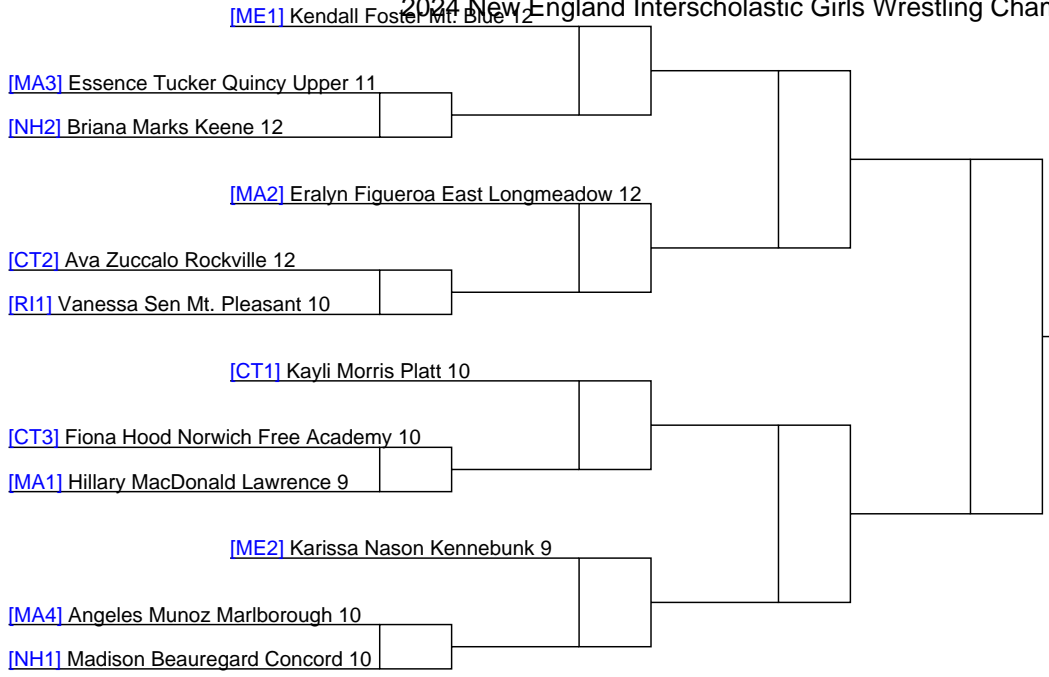 2024 New England Interscholastic Girls Wrestling Cham
[ME1] Kendall Foster Mt. Blue 12
[MA3] Essence Tucker Quincy Upper 11
[NH2] Briana Marks Keene 12
[MA2] Eralyn Figueroa East Longmeadow 12
[CT2] Ava Zuccalo Rockville 12
[RI1] Vanessa Sen Mt. Pleasant 10
[CT1] Kayli Morris Platt 10
[CT3] Fiona Hood Norwich Free Academy 10
[MA1] Hillary MacDonald Lawrence 9
[ME2] Karissa Nason Kennebunk 9
[MA4] Angeles Munoz Marlborough 10
[NH1] Madison Beauregard Concord 10